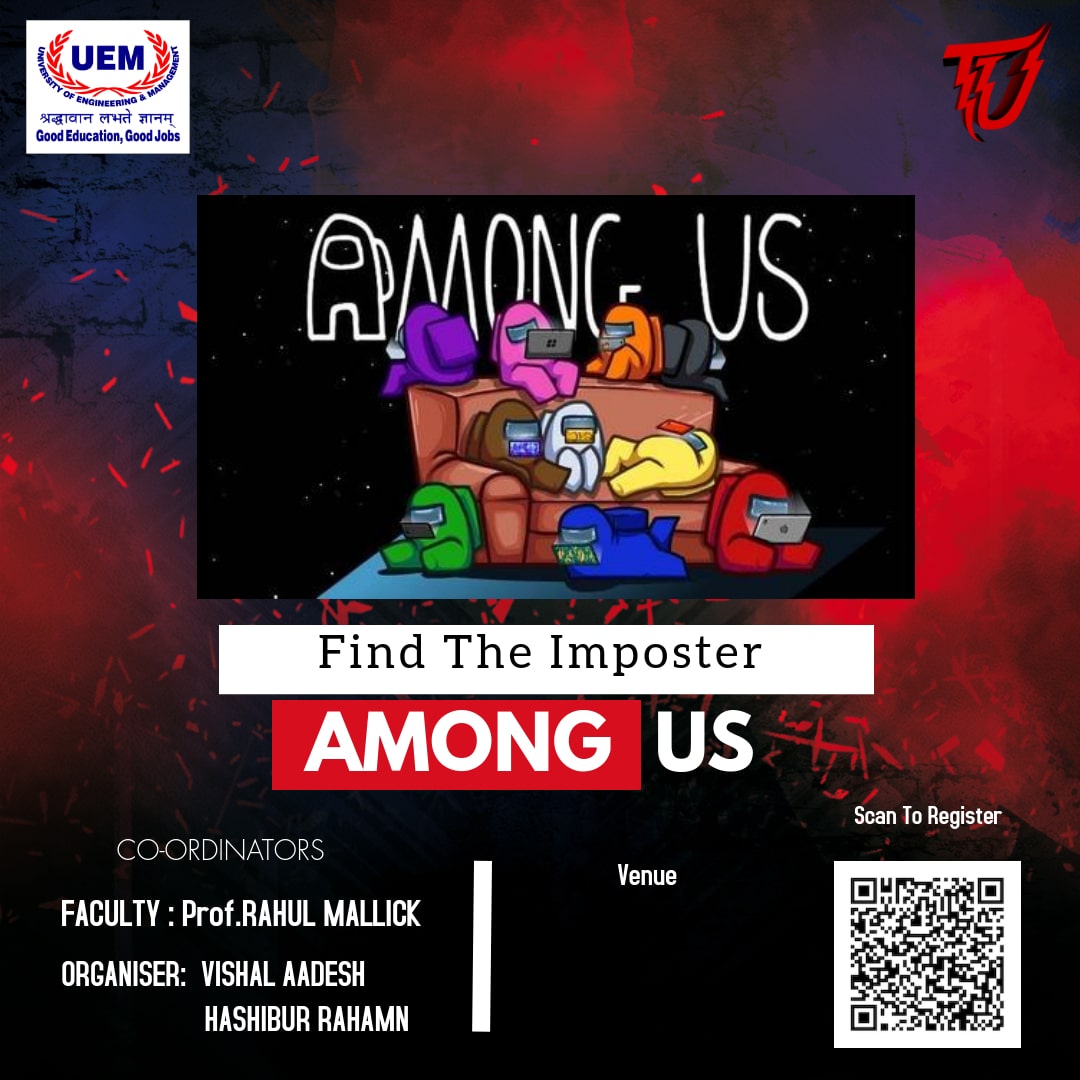 UEM
UNIVERSITY OF ENGINEERING & MANAGEMENT
श्रद्धावान लभते ज्ञानम्
Good Education, Good Jobs
TU
AMONG US
Find The Imposter
AMONG US
Scan To Register
CO-ORDINATORS
Venue
FACULTY : Prof.RAHUL MALLICK
ORGANISER: VISHAL AADESH
HASHIBUR RAHAMN